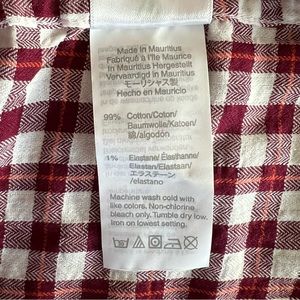 Made In Mauritius
Fabriqué à l'Ile Maurice
In Mauritius Hergestellt
Vervaardigd in Mauritius
モーリシャス製
Hecho en Mauricio
99% Cotton/Coton/
Baumwolle/Katoen/
綿/algodón
1% Elastane/Élasthanne/
Elastan/Elastaan/
エラステーン/
elastano
Machine wash cold with
like colors. Non-chlorine
bleach only. Tumble dry low.
Iron on lowest setting.